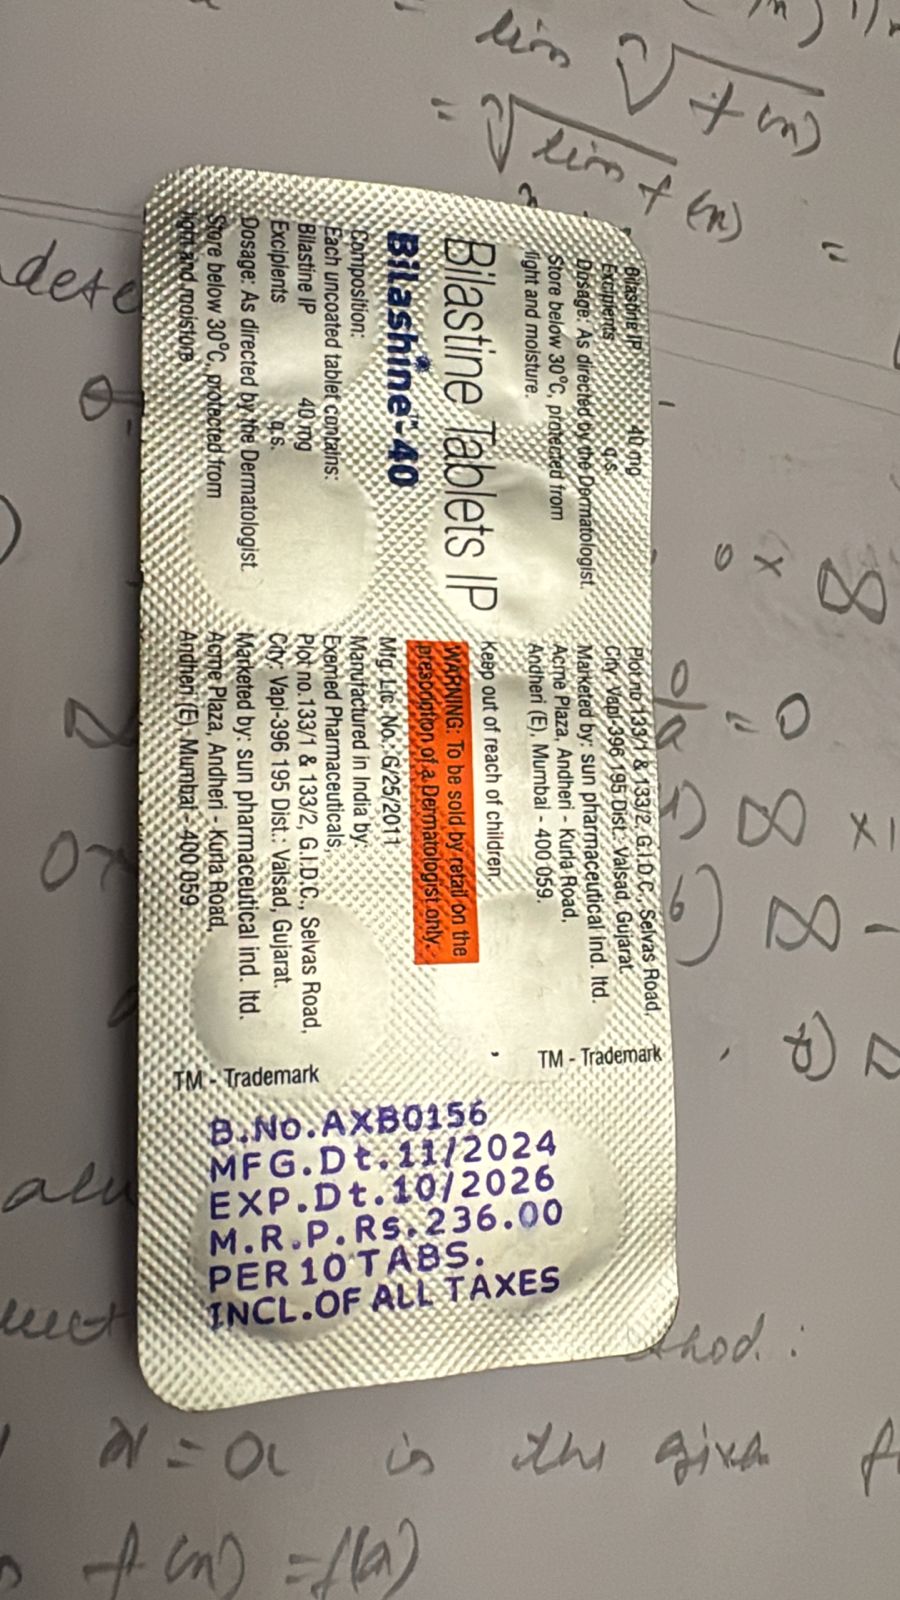 Bilastine IP 40 mg
Excipients q.s.
Dosage: As directed by the Dermatologist.
Store below 30°C, protected from
light and moisture.
Bilastine Tablets IP
Bilashine™-40
Composition:
Each uncoated tablet contains:
Bilastine IP 40 mg
Excipients q.s.
Dosage: As directed by the Dermatologist.
Store below 30°C, protected from
light and moisture.
Plot no.133/1 & 133/2, G.I.D.C., Selvas Road,
City: Vapi-396 195 Dist.: Valsad, Gujarat.
Marketed by: sun pharmaceutical ind. ltd.
Acme Plaza, Andheri - Kurla Road,
Andheri (E), Mumbai - 400 059.
Keep out of reach of children.
WARNING: To be sold by retail on the
prescription of a Dermatologist only.
Mfg. Lic. No.: G/25/2011
Manufactured in India by:
Exemed Pharmaceuticals,
Plot no.133/1 & 133/2, G.I.D.C., Selvas Road,
City: Vapi-396 195 Dist.: Valsad, Gujarat.
Marketed by: sun pharmaceutical ind. ltd.
Acme Plaza, Andheri - Kurla Road,
Andheri (E), Mumbai - 400 059.
TM - Trademark
TM - Trademark
B.No.AXB0156
MFG.Dt.11/2024
EXP.Dt.10/2026
M.R.P.Rs.236.00
PER 10 TABS.
INCL.OF ALL TAXES
x = a is the given
f(n) = f(a)